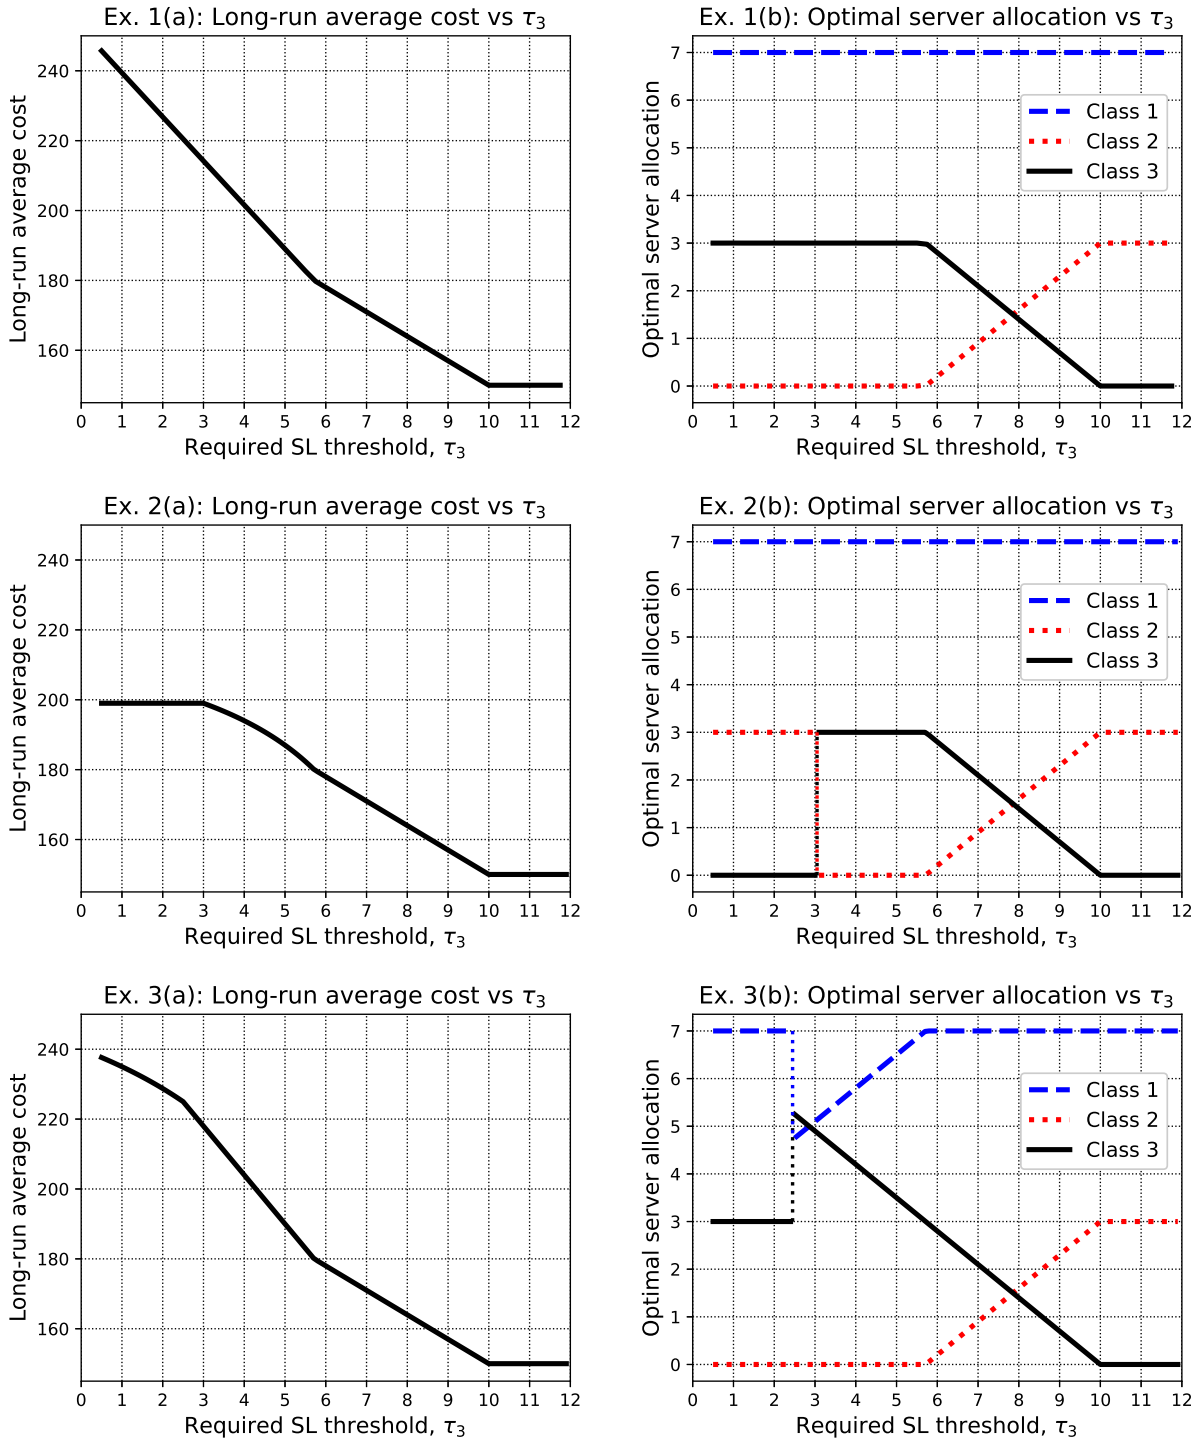 Ex. 1(a): Long-run average cost vs τ3
Long-run average cost
240
220
200
180
160
0 1 2 3 4 5 6 7 8 9 10 11 12
Required SL threshold, τ3
Ex. 1(b): Optimal server allocation vs τ3
Optimal server allocation
7
6
5
4
3
2
1
0
Class 1
Class 2
Class 3
0 1 2 3 4 5 6 7 8 9 10 11 12
Required SL threshold, τ3
Ex. 2(a): Long-run average cost vs τ3
Long-run average cost
240
220
200
180
160
0 1 2 3 4 5 6 7 8 9 10 11 12
Required SL threshold, τ3
Ex. 2(b): Optimal server allocation vs τ3
Optimal server allocation
7
6
5
4
3
2
1
0
Class 1
Class 2
Class 3
0 1 2 3 4 5 6 7 8 9 10 11 12
Required SL threshold, τ3
Ex. 3(a): Long-run average cost vs τ3
Long-run average cost
240
220
200
180
160
0 1 2 3 4 5 6 7 8 9 10 11 12
Required SL threshold, τ3
Ex. 3(b): Optimal server allocation vs τ3
Optimal server allocation
7
6
5
4
3
2
1
0
Class 1
Class 2
Class 3
0 1 2 3 4 5 6 7 8 9 10 11 12
Required SL threshold, τ3